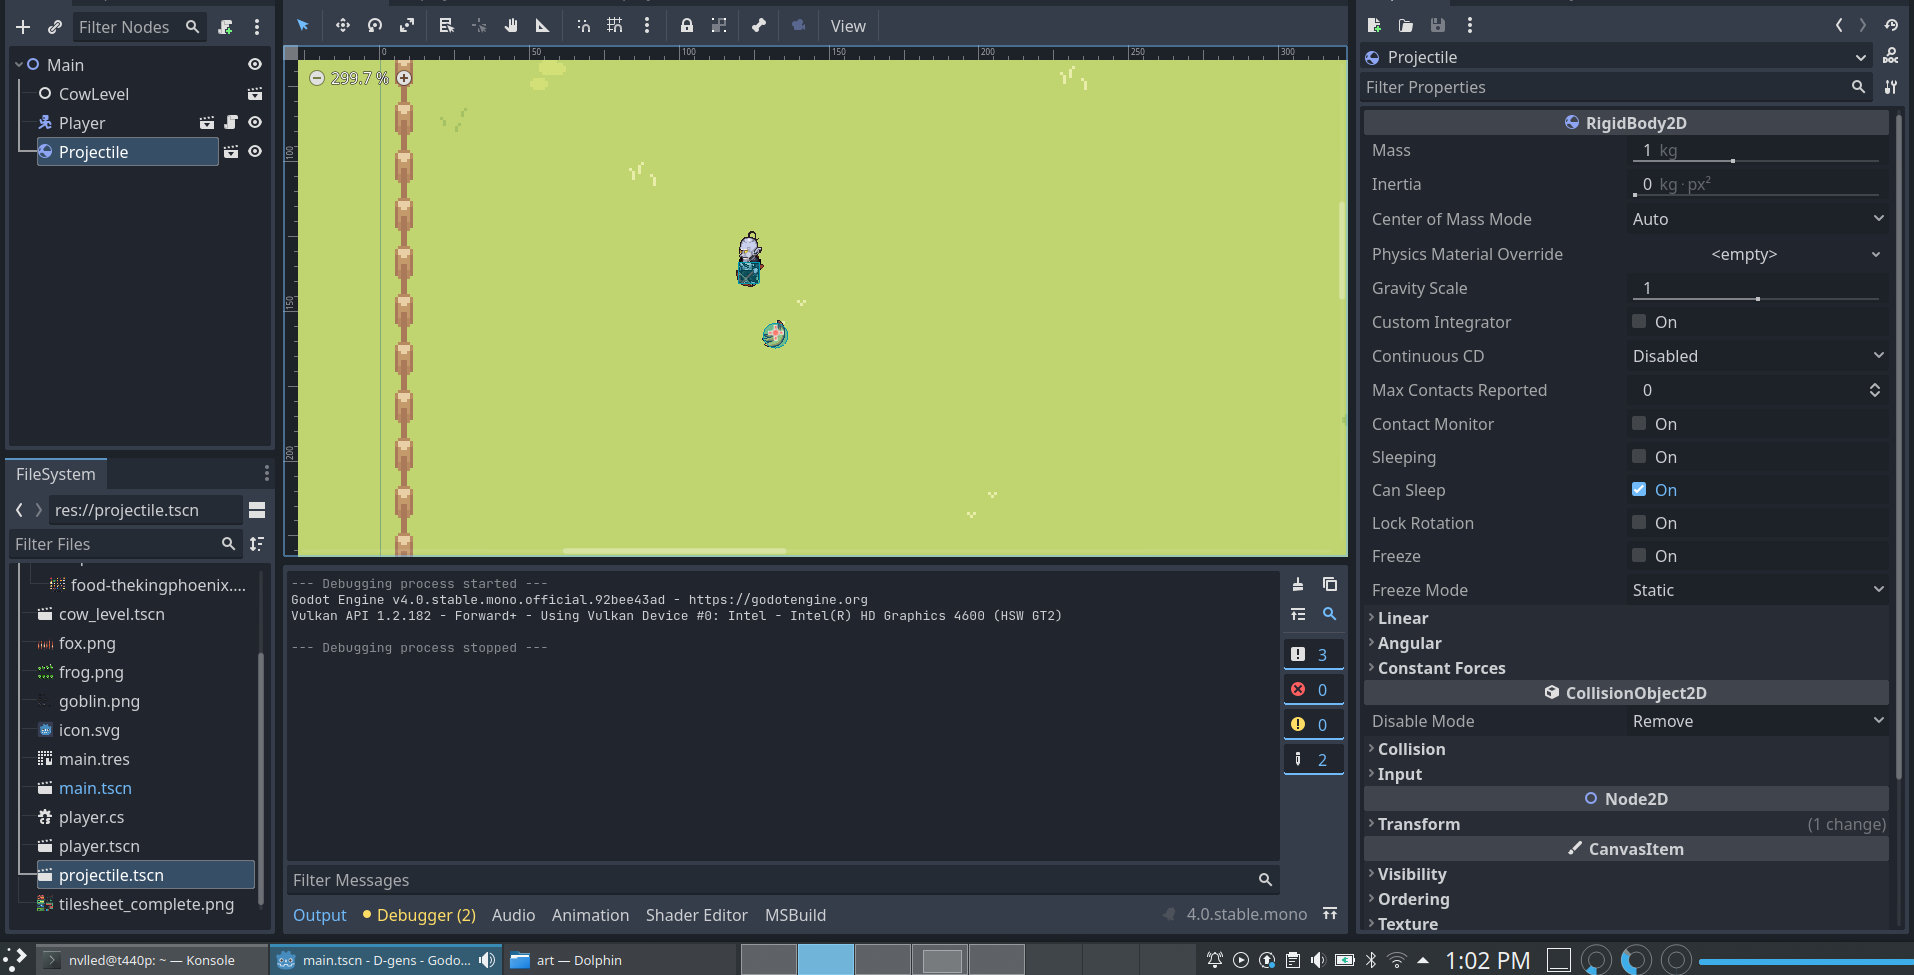 Filter Nodes
Main
CowLevel
Player
Projectile
FileSystem
res://projectile.tscn
Filter Files
food-thekingphoenix....
cow_level.tscn
fox.png
frog.png
goblin.png
icon.svg
main.tres
main.tscn
player.cs
player.tscn
projectile.tscn
tilesheet_complete.png
View
0 50 100 150 200 250 300
299.7 %
100
150
200
--- Debugging process started ---
Godot Engine v4.0.stable.mono.official.92bee43ad - https://godotengine.org
Vulkan API 1.2.182 - Forward+ - Using Vulkan Device #0: Intel - Intel(R) HD Graphics 4600 (HSW GT2)
--- Debugging process stopped ---
3
0
0
2
Filter Messages
Output Debugger (2) Audio Animation Shader Editor MSBuild 4.0.stable.mono
Projectile
DOC
Filter Properties
RigidBody2D
Mass 1 kg
Inertia 0 kg·px²
Center of Mass Mode Auto
Physics Material Override <empty>
Gravity Scale 1
Custom Integrator On
Continuous CD Disabled
Max Contacts Reported 0
Contact Monitor On
Sleeping On
Can Sleep On
Lock Rotation On
Freeze On
Freeze Mode Static
Linear
Angular
Constant Forces
CollisionObject2D
Disable Mode Remove
Collision
Input
Node2D
Transform (1 change)
CanvasItem
Visibility
Ordering
Texture
nvlled@t440p: ~ — Konsole
main.tscn - D-gens - Godo...
art — Dolphin
1:02 PM